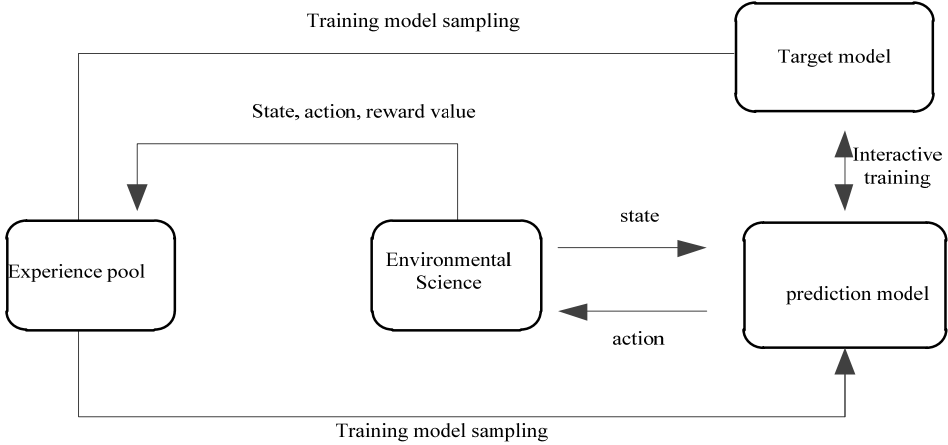 Training model sampling
Target model
State, action, reward value
Interactive
training
state
Experience pool
Environmental
Science
prediction model
action
Training model sampling